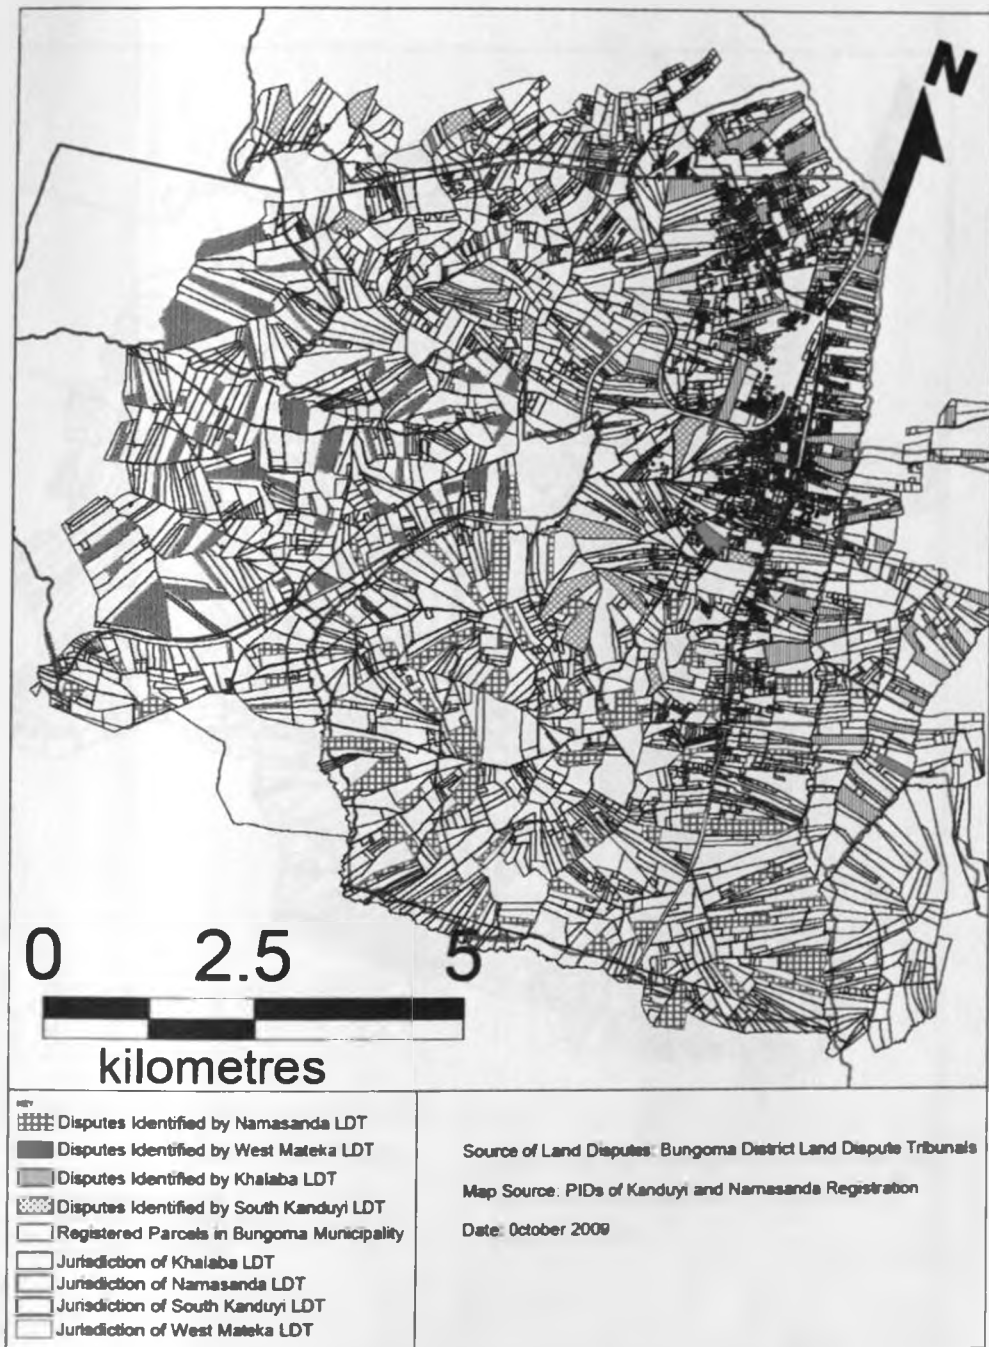 N
0 2.5 5
kilometres
KEY
Disputes Identified by Namasanda LDT
Disputes Identified by West Mateka LDT
Disputes Identified by Khalaba LDT
Disputes Identified by South Kanduyi LDT
Registered Parcels in Bungoma Municipality
Jurisdiction of Khalaba LDT
Jurisdiction of Namasanda LDT
Jurisdiction of South Kanduyi LDT
Jurisdiction of West Mateka LDT
Source of Land Disputes: Bungoma District Land Dispute Tribunals
Map Source: PIDs of Kanduyi and Namasanda Registration
Date: 0ctober 2009